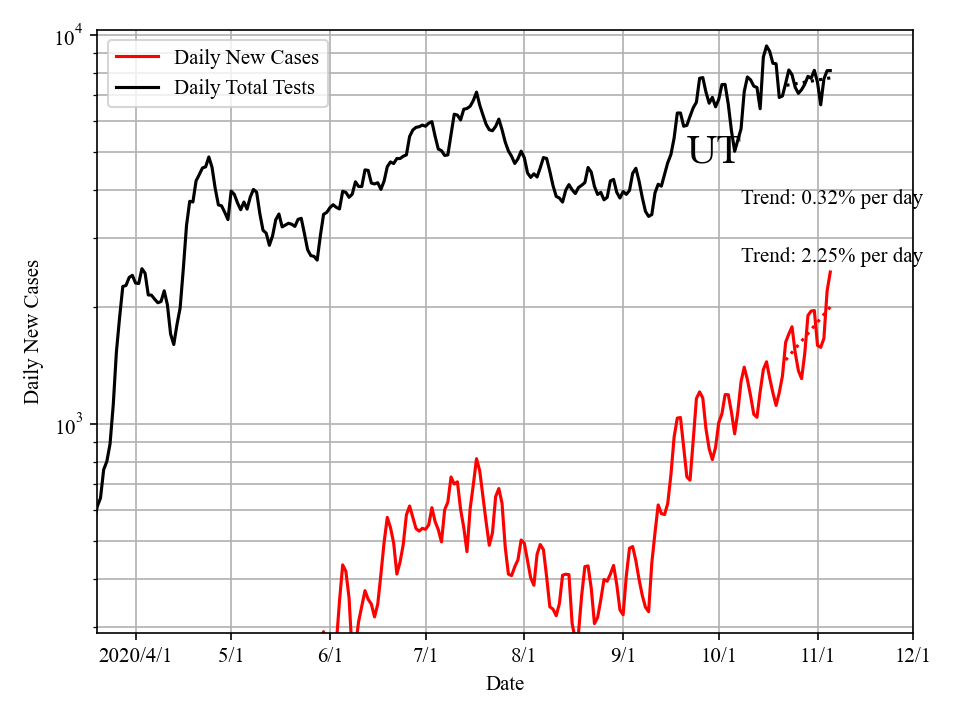 10^4
Daily New Cases
Daily Total Tests
UT
Trend: 0.32% per day
Trend: 2.25% per day
Daily New Cases
10^3
2020/4/1 5/1 6/1 7/1 8/1 9/1 10/1 11/1 12/1
Date